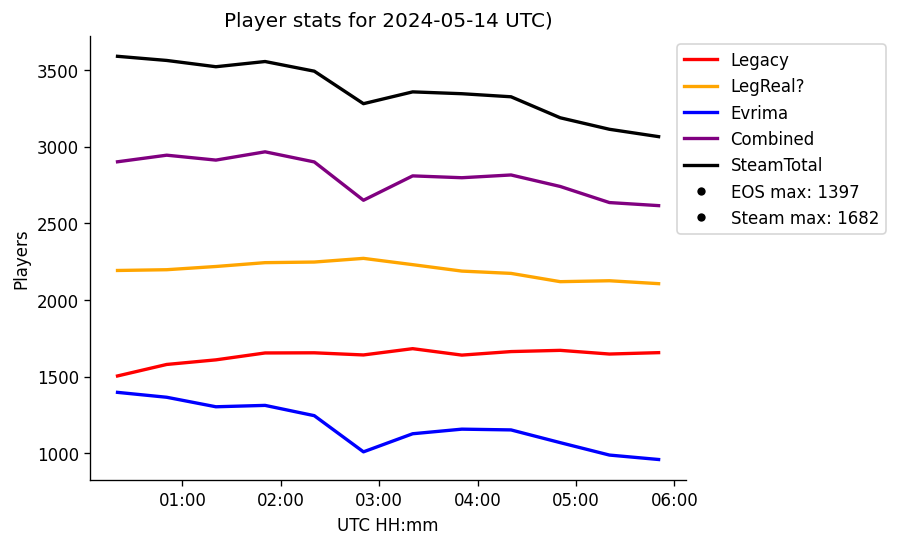 Player stats for 2024-05-14 UTC)
3500
3000
2500
2000
1500
1000
Players
01:00 02:00 03:00 04:00 05:00 06:00
UTC HH:mm
Legacy
LegReal?
Evrima
Combined
SteamTotal
EOS max: 1397
Steam max: 1682